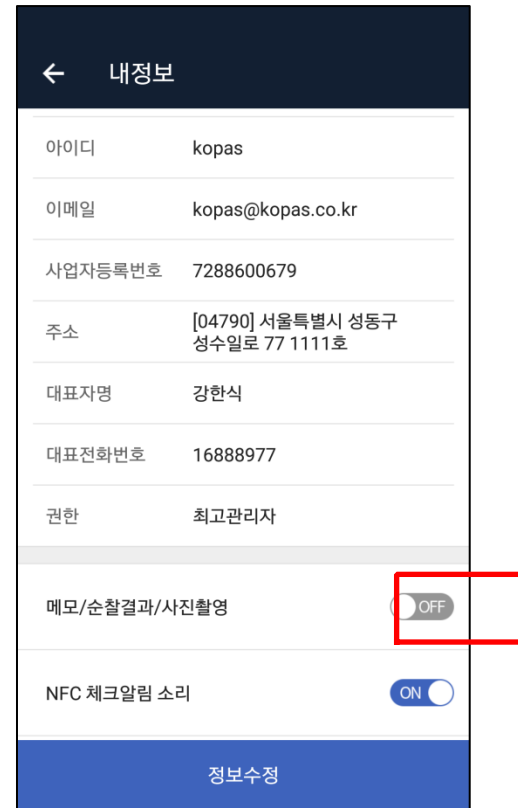 내정보
아이디 kopas
이메일 kopas@kopas.co.kr
사업자등록번호 7288600679
주소 [04790] 서울특별시 성동구
성수일로 77 1111호
대표자명 강한식
대표전화번호 16888977
권한 최고관리자
메모/순찰결과/사진촬영 OFF
NFC 체크알림 소리 ON
정보수정